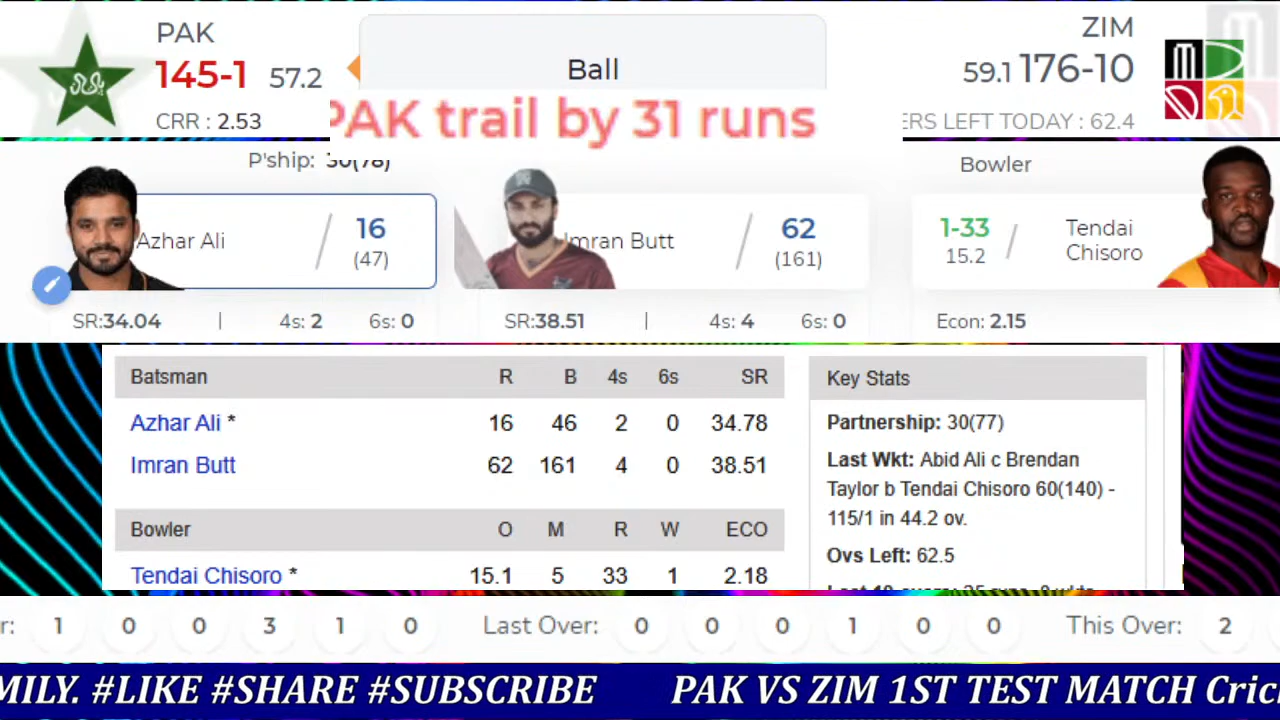 PAK
145-1 57.2
CRR : 2.53
Ball
PAK trail by 31 runs
ZIM
59.1 176-10
ERS LEFT TODAY : 62.4
P'ship: 30(78)
Azhar Ali
16
(47)
SR:34.04 | 4s: 2 6s: 0
Imran Butt
62
(161)
SR:38.51 | 4s: 4 6s: 0
Bowler
1-33
15.2
Tendai
Chisoro
Econ: 2.15
Batsman R B 4s 6s SR
Azhar Ali * 16 46 2 0 34.78
Imran Butt 62 161 4 0 38.51
Bowler O M R W ECO
Tendai Chisoro * 15.1 5 33 1 2.18
Key Stats
Partnership: 30(77)
Last Wkt: Abid Ali c Brendan
Taylor b Tendai Chisoro 60(140) -
115/1 in 44.2 ov.
Ovs Left: 62.5
r: 1 0 0 3 1 0 Last Over: 0 0 0 1 0 0 This Over: 2
MILY. #LIKE #SHARE #SUBSCRIBE PAK VS ZIM 1ST TEST MATCH Cric